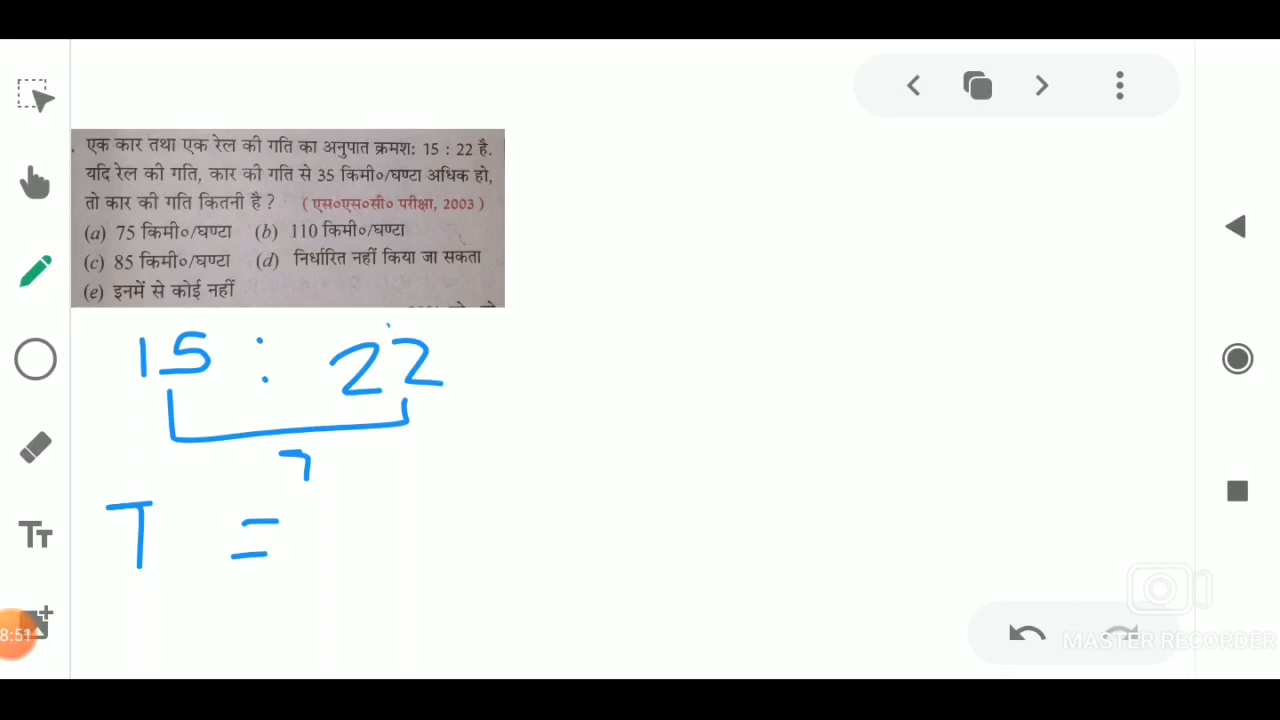 एक कार तथा एक रेल की गति का अनुपात क्रमश: 15 : 22 है.
यदि रेल की गति, कार की गति से 35 किमी०/घण्टा अधिक हो,
तो कार की गति कितनी है ? ( एस०एस०सी० परीक्षा, 2003 )
(a) 75 किमी०/घण्टा (b) 110 किमी०/घण्टा
(c) 85 किमी०/घण्टा (d) निर्धारित नहीं किया जा सकता
(e) इनमें से कोई नहीं
15 : 22
7
7 =
TT
8:51
MASTER RECORDER